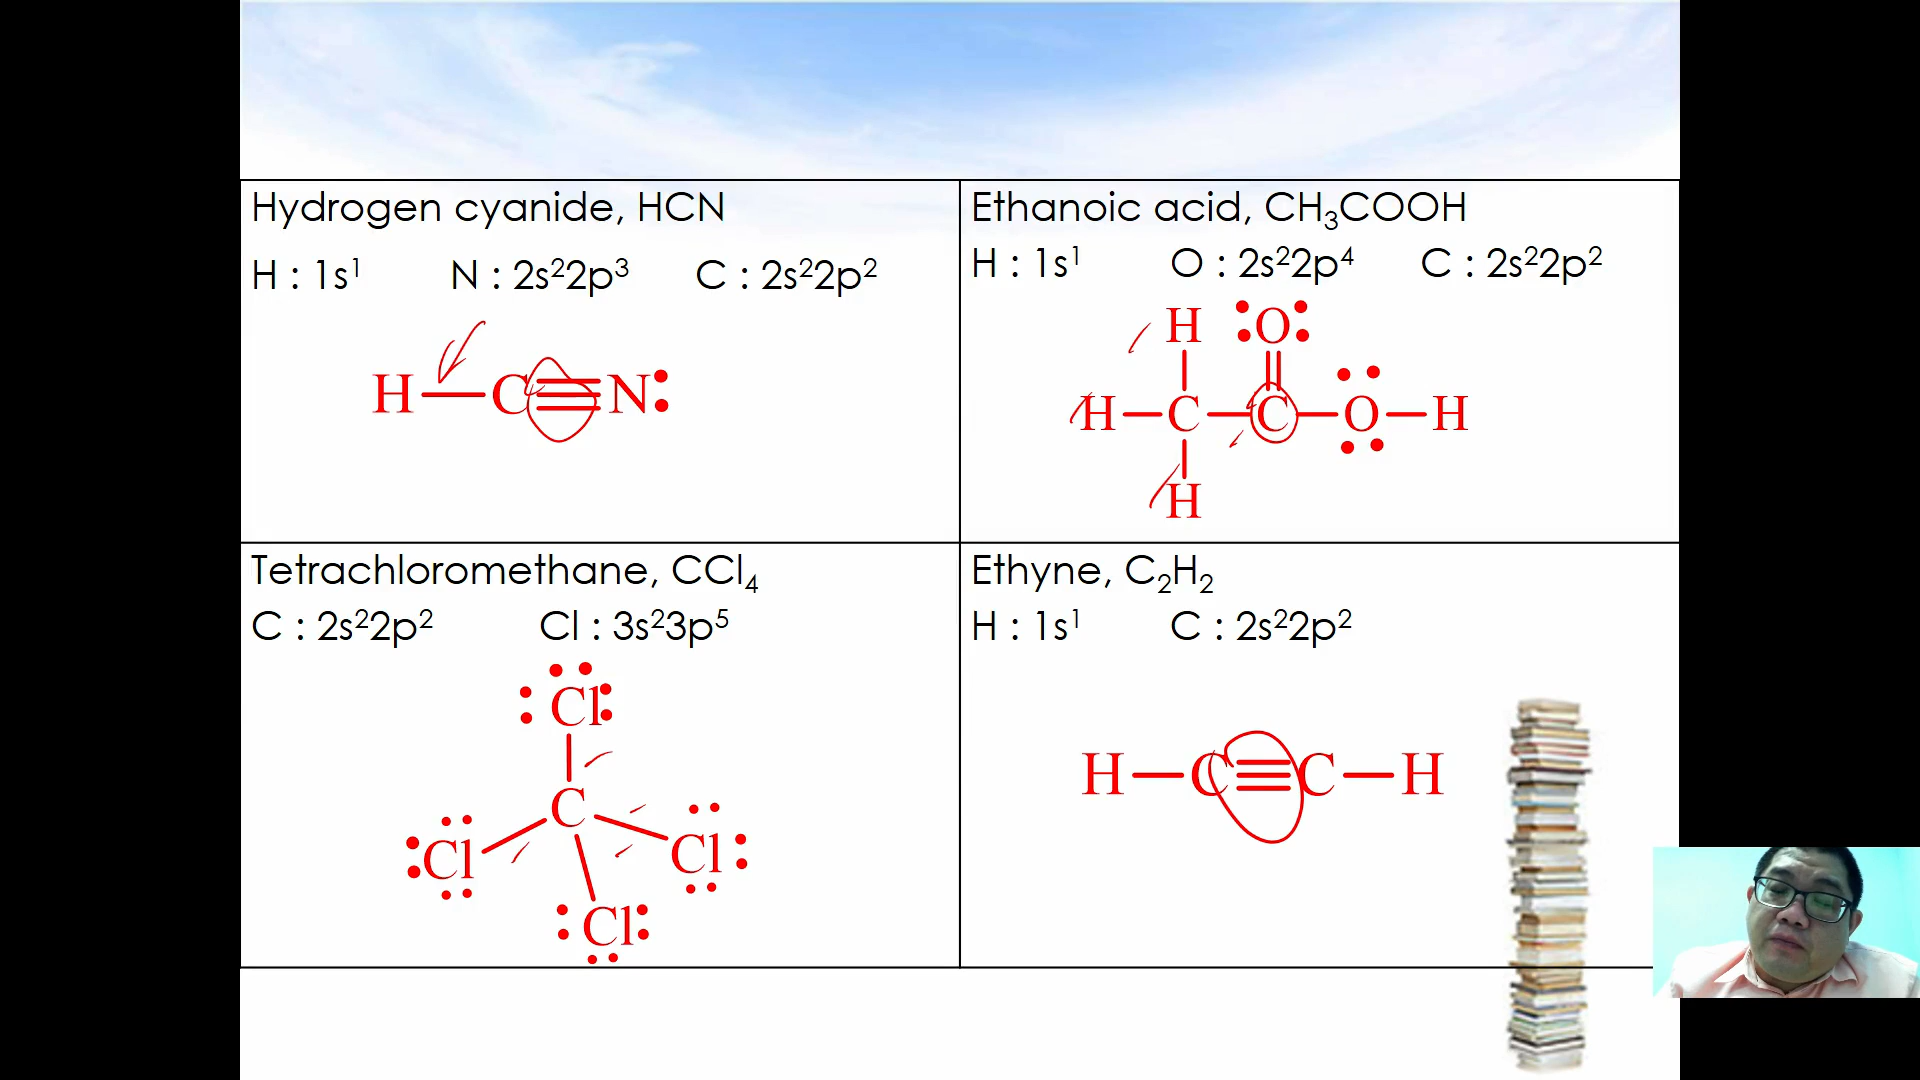 Hydrogen cyanide, HCN
H : 1s¹ N : 2s²2p³ C : 2s²2p²
H — C ≡ N:
Ethanoic acid, CH₃COOH
H : 1s¹ O : 2s²2p⁴ C : 2s²2p²
H :O:
H — C — C — O — H
H
Tetrachloromethane, CCl₄
C : 2s²2p² Cl : 3s²3p⁵
:Cl:
C
:Cl Cl:
:Cl:
Ethyne, C₂H₂
H : 1s¹ C : 2s²2p²
H — C ≡ C — H